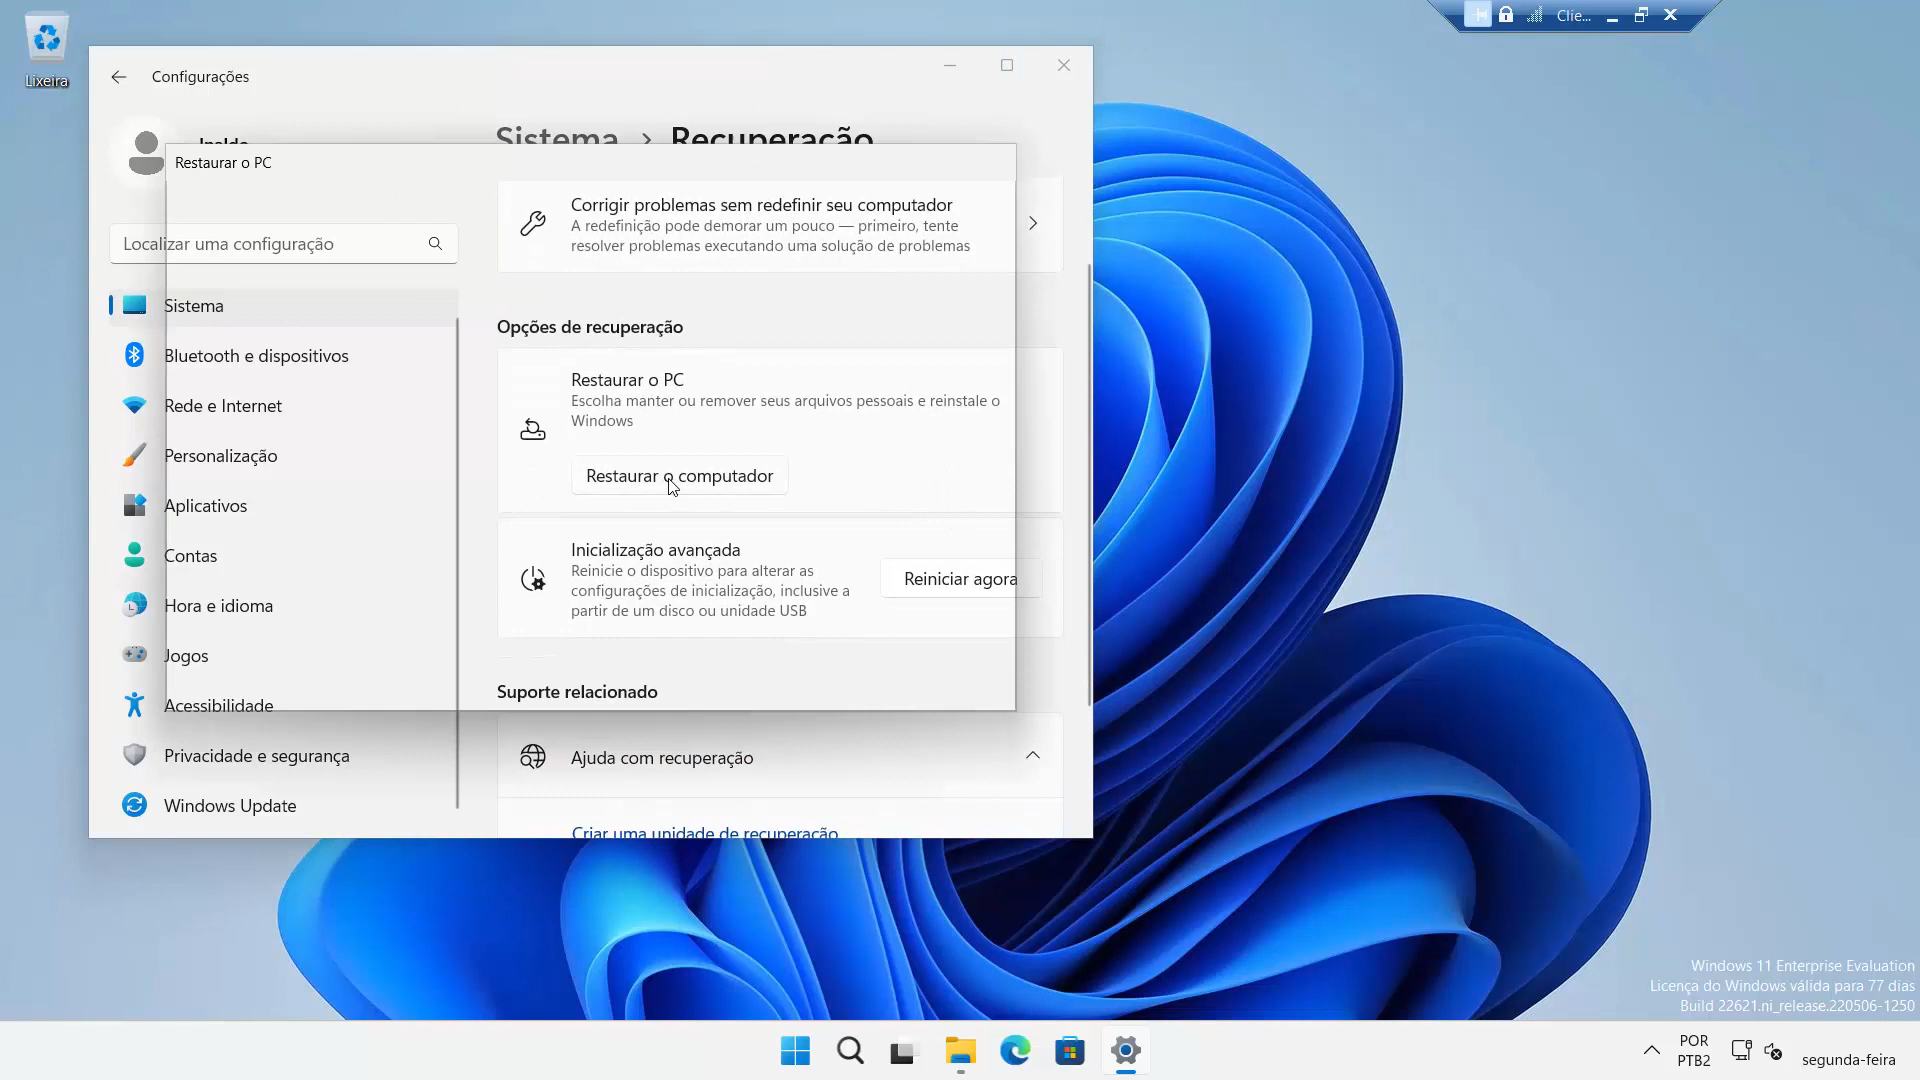 Clie...
Lixeira
Configurações
Sistema > Recuperação
Restaurar o PC
Localizar uma configuração
Sistema
Bluetooth e dispositivos
Rede e Internet
Personalização
Aplicativos
Contas
Hora e idioma
Jogos
Acessibilidade
Privacidade e segurança
Windows Update
Corrigir problemas sem redefinir seu computador
A redefinição pode demorar um pouco — primeiro, tente
resolver problemas executando uma solução de problemas
Opções de recuperação
Restaurar o PC
Escolha manter ou remover seus arquivos pessoais e reinstale o
Windows
Restaurar o computador
Inicialização avançada
Reinicie o dispositivo para alterar as
configurações de inicialização, inclusive a
partir de um disco ou unidade USB
Reiniciar agora
Suporte relacionado
Ajuda com recuperação
Criar uma unidade de recuperação
Windows 11 Enterprise Evaluation
Licença do Windows válida para 77 dias
Build 22621.ni_release.220506-1250
POR
PTB2
segunda-feira